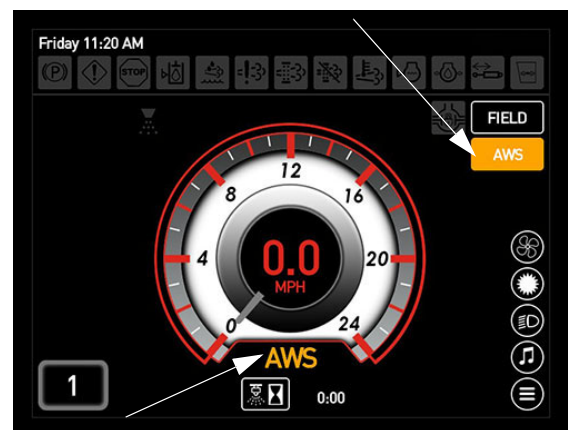 Friday 11:20 AM
(P)
STOP
FIELD
AWS
12
8
16
4
20
0.0
MPH
0
24
AWS
1
0:00